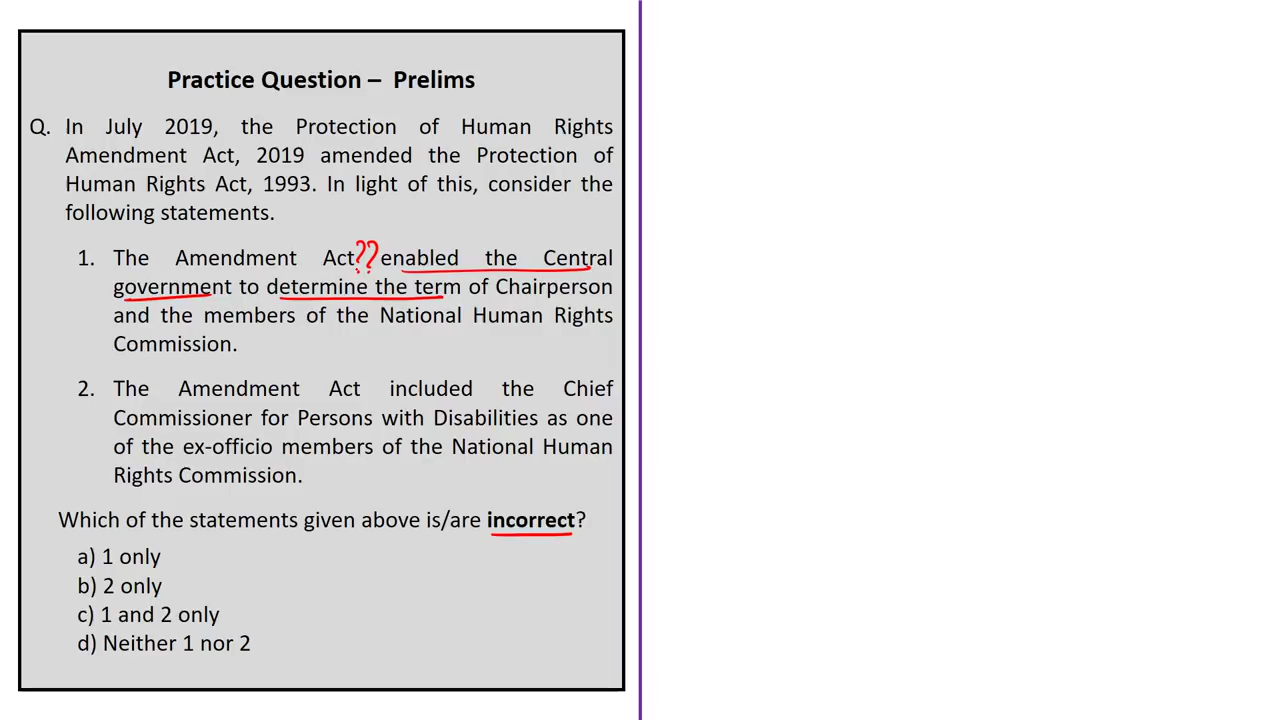 Practice Question – Prelims
Q. In July 2019, the Protection of Human Rights
Amendment Act, 2019 amended the Protection of
Human Rights Act, 1993. In light of this, consider the
following statements.
1. The Amendment Act?? enabled the Central
government to determine the term of Chairperson
and the members of the National Human Rights
Commission.
2. The Amendment Act included the Chief
Commissioner for Persons with Disabilities as one
of the ex-officio members of the National Human
Rights Commission.
Which of the statements given above is/are incorrect?
a) 1 only
b) 2 only
c) 1 and 2 only
d) Neither 1 nor 2